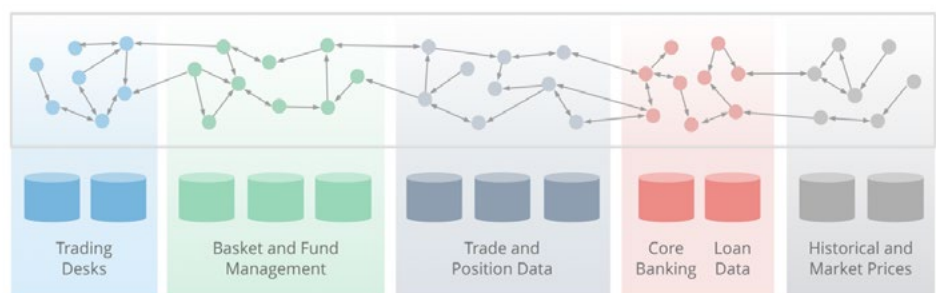 Trading
Desks
Basket and Fund
Management
Trade and
Position Data
Core
Banking
Loan
Data
Historical and
Market Prices